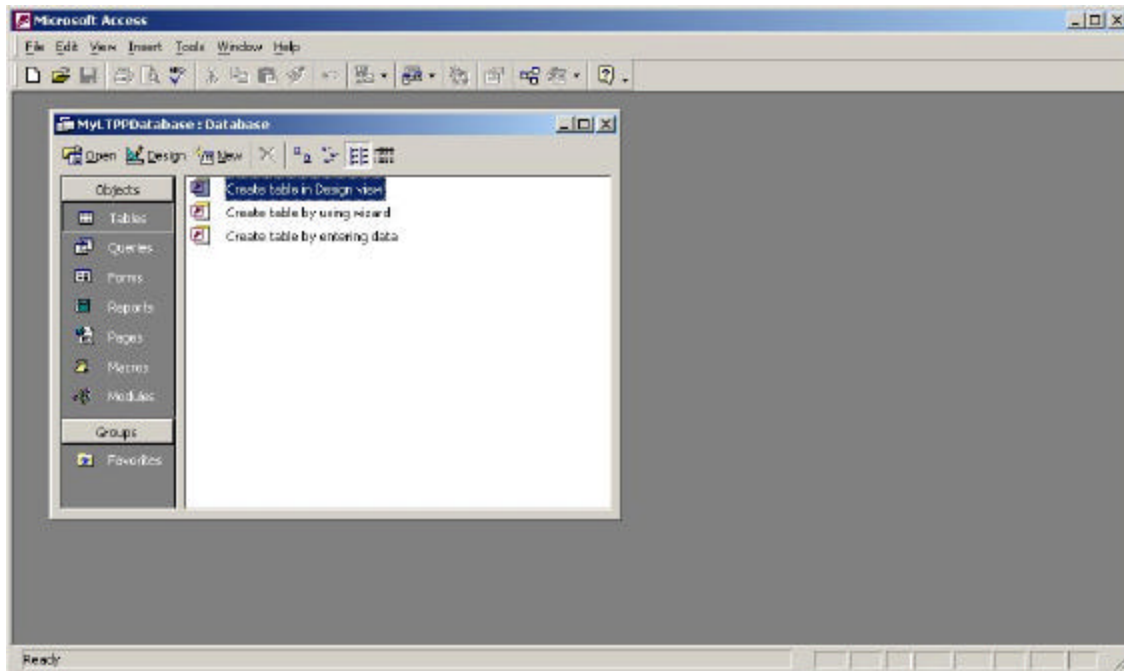 Microsoft Access
File Edit View Insert Tools Window Help
MyLTPPDatabase : Database
Open Design New
Objects
Tables
Queries
Forms
Reports
Pages
Macros
Modules
Groups
Favorites
Create table in Design view
Create table by using wizard
Create table by entering data
Ready